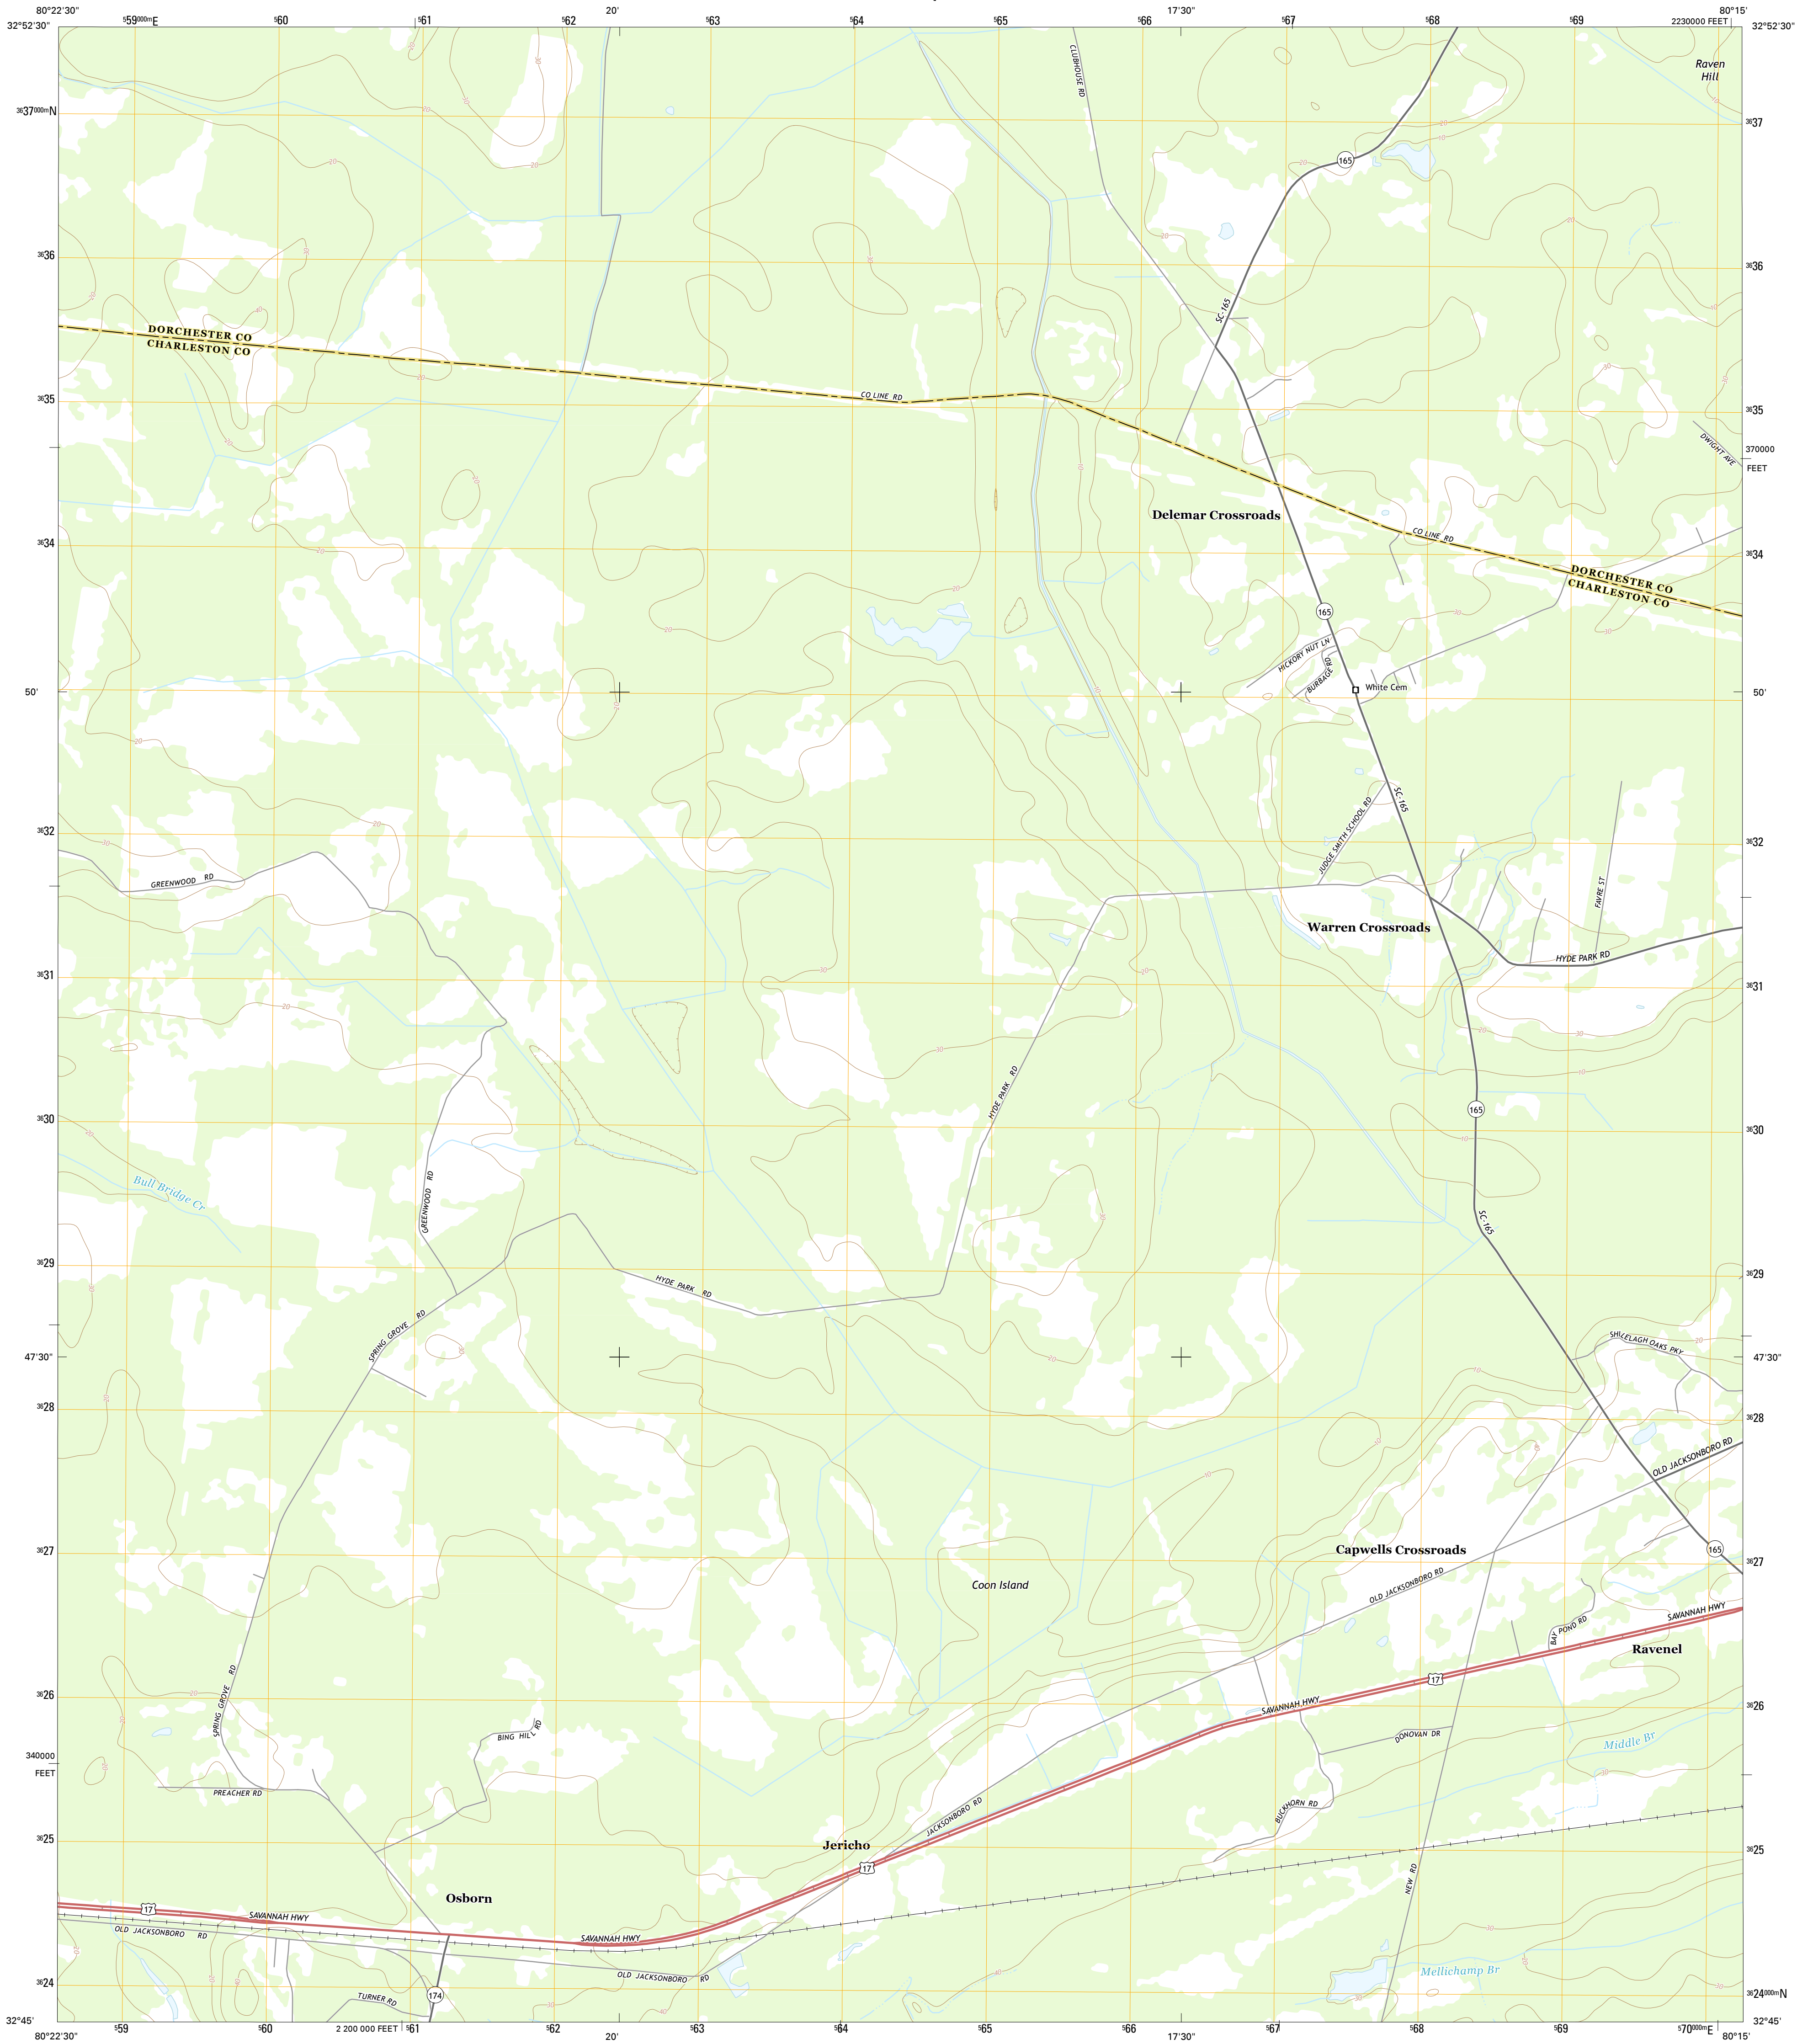 80°22'30"
⁵59⁰⁰⁰ᵐE
⁵60
⁵61
⁵62
20'
⁵63
⁵64
⁵65
⁵66
17'30"
⁵67
⁵68
⁵69
2230000 FEET
80°15'
32°52'30"
32°52'30"
CLUBHOUSE RD
Raven
Hill
³⁶37⁰⁰⁰ᵐN
³⁶37
165
³⁶36
³⁶36
SC-165
DORCHESTER CO
CHARLESTON CO
CO LINE RD
³⁶35
³⁶35
DWIGHT AVE
370000
FEET
Delemar Crossroads
CO LINE RD
³⁶34
³⁶34
DORCHESTER CO
CHARLESTON CO
165
HICKORY NUT LN
BURBAGE RD
White Cem
50'
50'
SC-165
JUDGE SMITH SCHOOL RD
³⁶32
³⁶32
GREENWOOD RD
FAVRE ST
Warren Crossroads
HYDE PARK RD
³⁶31
³⁶31
HYDE PARK RD
165
³⁶30
³⁶30
Bull Bridge Cr
GREENWOOD RD
SC-165
³⁶29
³⁶29
HYDE PARK RD
SPRING GROVE RD
SHILELAGH OAKS PKY
47'30"
47'30"
³⁶28
³⁶28
OLD JACKSONBORO RD
³⁶27
³⁶27
Capwells Crossroads
165
Coon Island
OLD JACKSONBORO RD
SAVANNAH HWY
BAY POND RD
Ravenel
17
SPRING GROVE RD
³⁶26
³⁶26
SAVANNAH HWY
BING HILL RD
DONOVAN DR
Middle Br
340000
FEET
PREACHER RD
BUCKHORN RD
JACKSONBORO RD
³⁶25
³⁶25
Jericho
17
NEW RD
Osborn
17
SAVANNAH HWY
OLD JACKSONBORO RD
SAVANNAH HWY
OLD JACKSONBORO RD
Mellichamp Br
³⁶24
³⁶24⁰⁰⁰ᵐN
TURNER RD
174
32°45'
32°45'
80°22'30"
⁵59
⁵60
2 200 000 FEET
⁵61
⁵62
20'
⁵63
⁵64
⁵65
⁵66
17'30"
⁵67
⁵68
⁵69
⁵70⁰⁰⁰ᵐE
80°15'